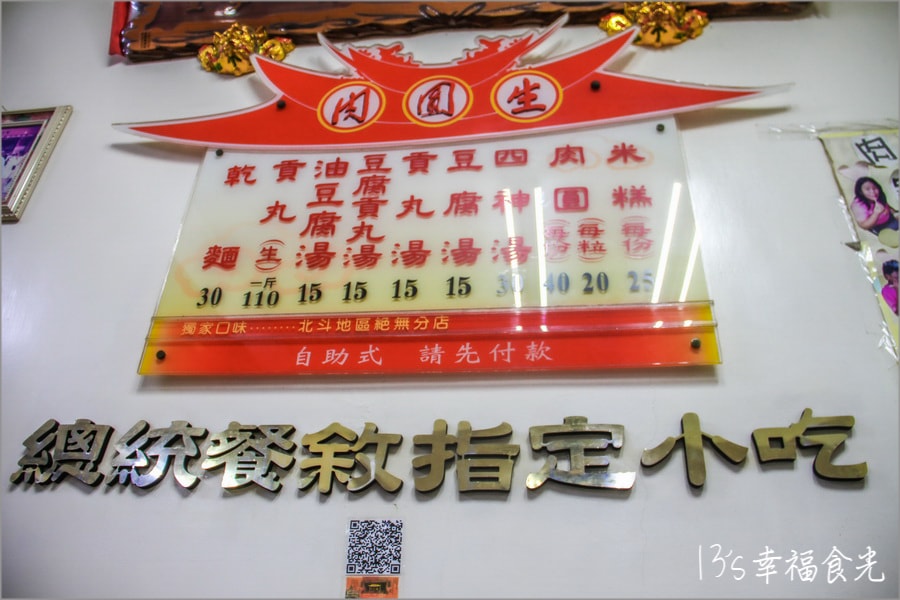 肉圓生
米糕 每份 25
肉圓 每粒 20
每份 40
四神湯 30
豆腐湯 15
貢丸湯 15
豆腐貢丸湯 15
油豆腐湯 15
貢丸(生) 一斤 110
乾麵 30
獨家口味........北斗地區絕無分店
自助式 請先付款
總統餐敘指定小吃
肉
13's幸福食光